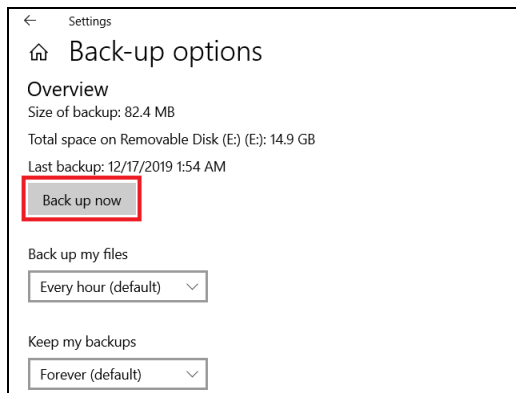 Settings
Back-up options
Overview
Size of backup: 82.4 MB
Total space on Removable Disk (E:) (E:): 14.9 GB
Last backup: 12/17/2019 1:54 AM
Back up now
Back up my files
Every hour (default)
Keep my backups
Forever (default)